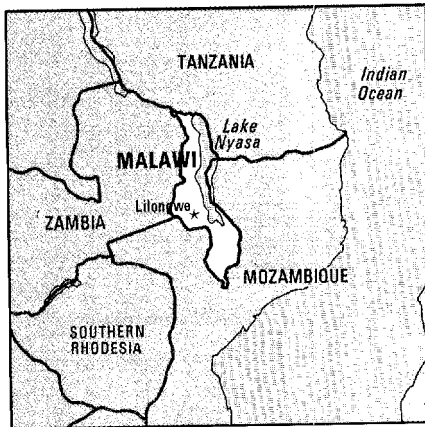 TANZANIA
Indian
Ocean
Lake
Nyasa
MALAWI
Lilongwe
ZAMBIA
MOZAMBIQUE
SOUTHERN
RHODESIA